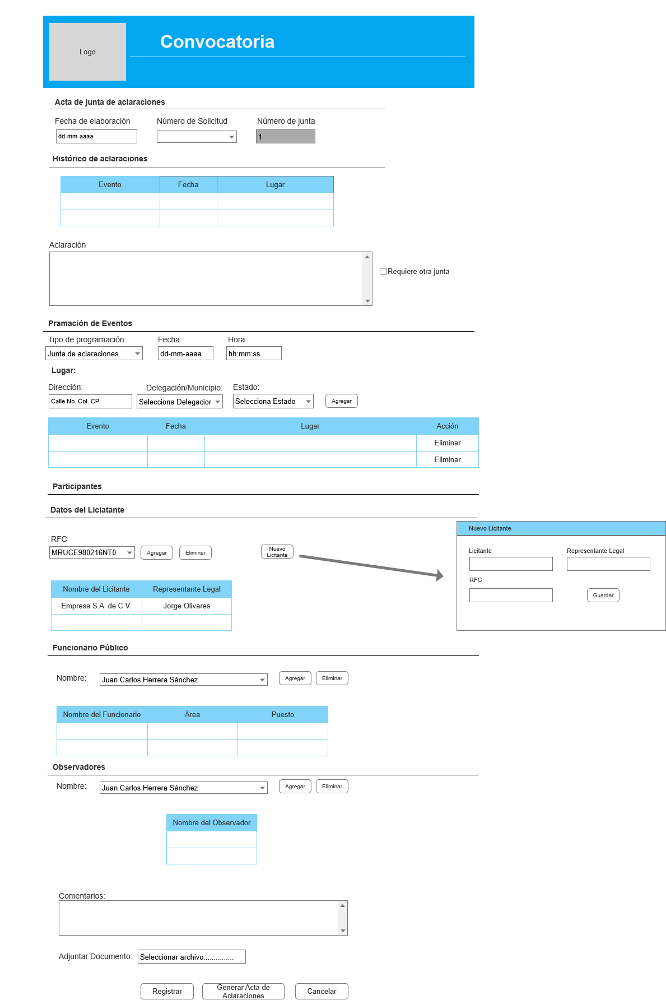 Logo
Convocatoria
Acta de junta de aclaraciones
Fecha de elaboración Número de Solicitud Número de junta
dd-mm-aaaa 1
Histórico de aclaraciones
Evento Fecha Lugar
Aclaración
Requiere otra junta
Pramación de Eventos
Tipo de programación: Fecha: Hora:
Junta de aclaraciones dd-mm-aaaa hh:mm:ss
Lugar:
Dirección: Delegación/Municipio: Estado:
Calle No. Col. CP. Selecciona Delegacior Selecciona Estado Agregar
Evento Fecha Lugar Acción
Eliminar
Eliminar
Participantes
Datos del Liciatante
RFC
MRUCE980216NT0 Agregar Eliminar Nuevo
Licitante
Nombre del Licitante Representante Legal
Empresa S.A de C.V. Jorge Olivares
Nuevo Licitante
Licitante Representante Legal
RFC
Guardar
Funcionario Público
Nombre: Juan Carlos Herrera Sánchez Agregar Eliminar
Nombre del Funcionario Área Puesto
Observadores
Nombre: Juan Carlos Herrera Sánchez Agregar Eliminar
Nombre del Observador
Comentarios:
Adjuntar Documento: Seleccionar archivo...............
Registrar Generar Acta de Cancelar
Aclaraciones